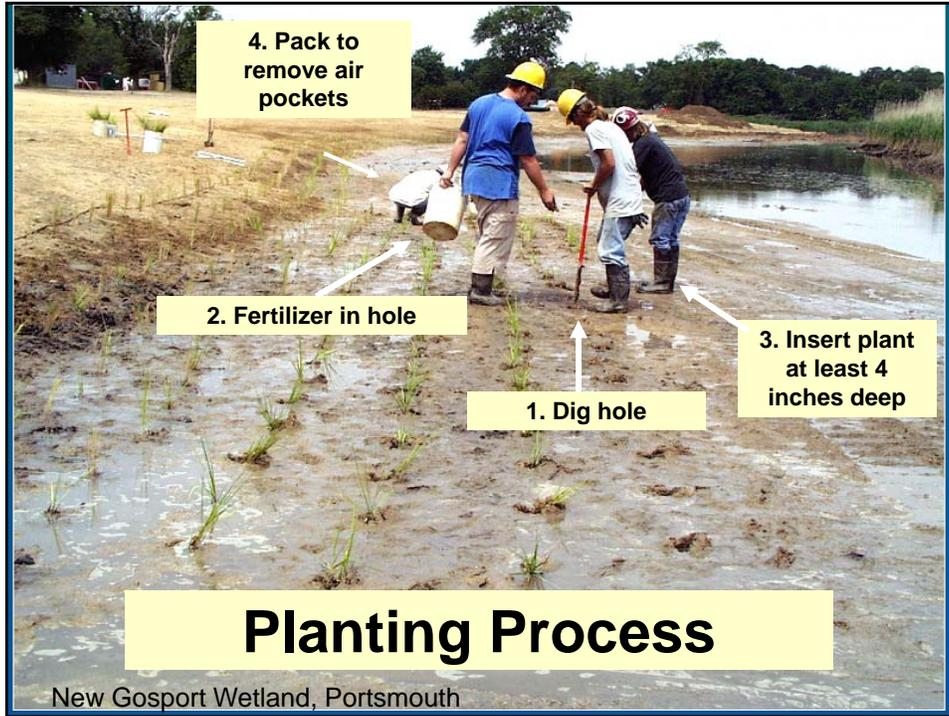 4. Pack to
remove air
pockets
2. Fertilizer in hole
3. Insert plant
at least 4
inches deep
1. Dig hole
Planting Process
New Gosport Wetland, Portsmouth